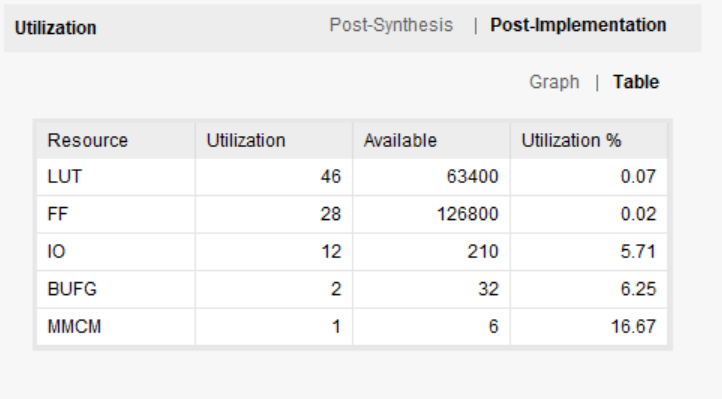 Utilization Post-Synthesis | Post-Implementation
Graph | Table
Resource Utilization Available Utilization %
LUT 46 63400 0.07
FF 28 126800 0.02
IO 12 210 5.71
BUFG 2 32 6.25
MMCM 1 6 16.67